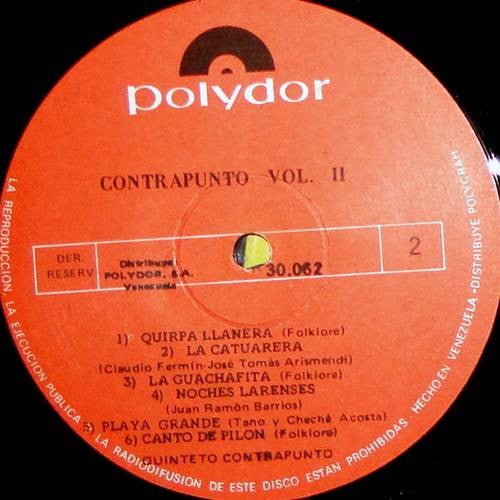 polydor
CONTRAPUNTO VOL. II
DER.
RESERV
Distribuye:
POLYDOR, S.A.
Venezuela
30.062
2
1) QUIRPA LLANERA (Folklore)
2) LA CATUARERA
(Claudio Fermín-José Tomás Arismendi)
3) LA GUACHAFITA (Folklore)
4) NOCHES LARENSES
(Juan Ramón Barrios)
5) PLAYA GRANDE (Tano y Cheché Acosta)
6) CANTO DE PILON (Folklore)
QUINTETO CONTRAPUNTO
LA REPRODUCCION, LA EJECUCION PUBLICA Y LA RADIODIFUSION DE ESTE DISCO ESTAN PROHIBIDAS - HECHO EN VENEZUELA - DISTRIBUYE POLYGRAM